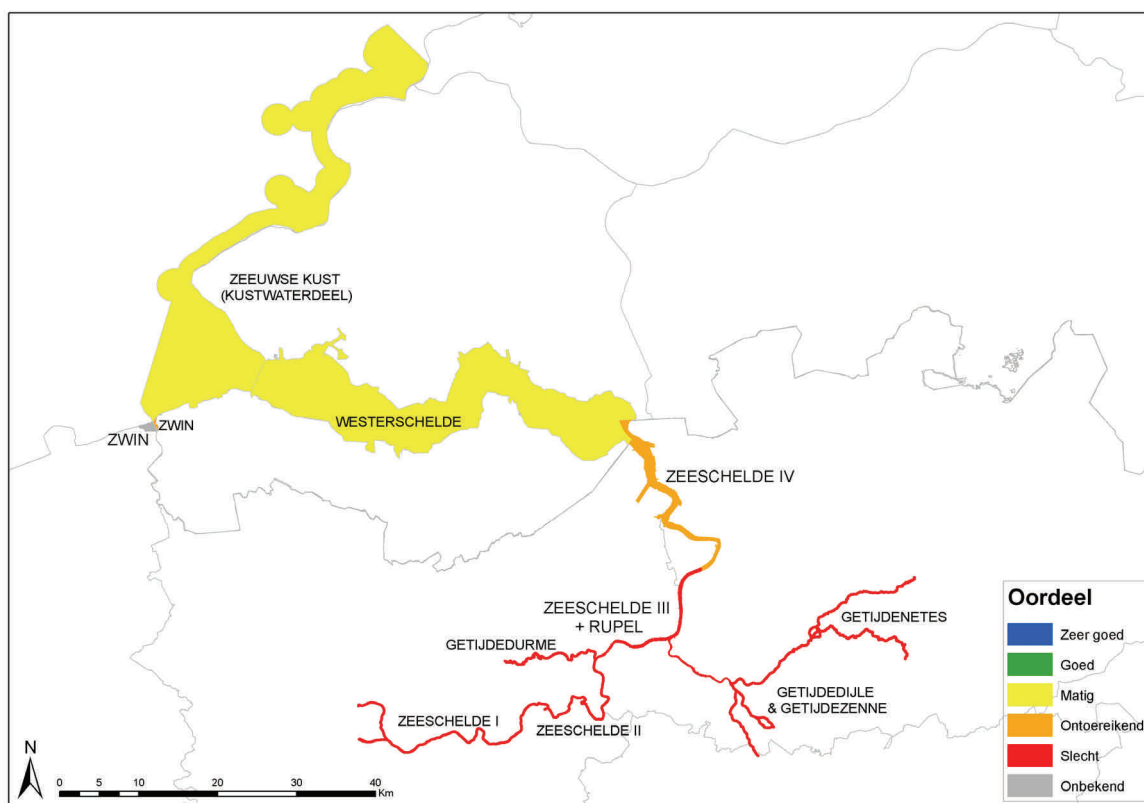 ZEEUWSE KUST
(KUSTWATERDEEL)
WESTERSCHELDE
ZWIN
ZWIN
ZEESCHELDE IV
ZEESCHELDE III
+ RUPEL
GETIJDEDURME
GETIJDENETES
GETIJDEDIJLE
& GETIJDEZENNE
ZEESCHELDE I
ZEESCHELDE II
Oordeel
Zeer goed
Goed
Matig
Ontoereikend
Slecht
Onbekend
N
0 5 10 20 30 40
Km